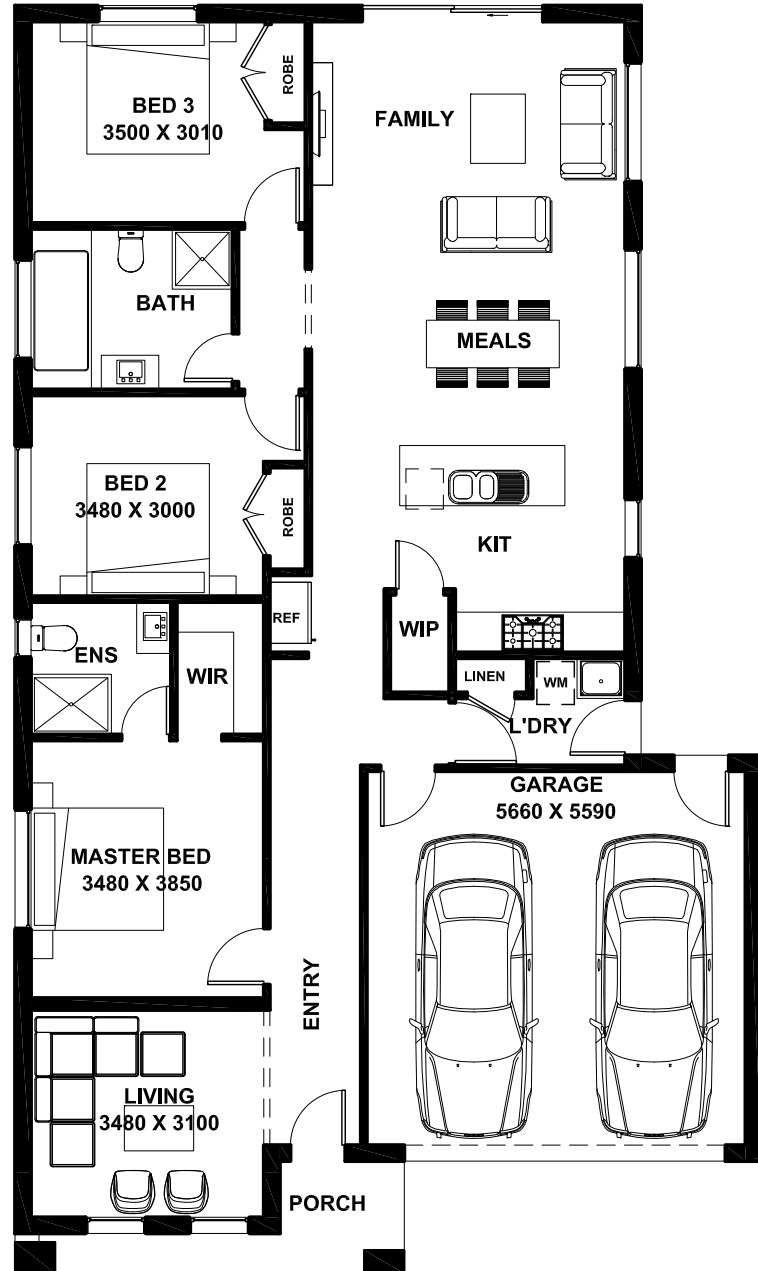 BED 3
3500 X 3010
ROBE
FAMILY
BATH
MEALS
BED 2
3480 X 3000
ROBE
KIT
REF
WIP
ENS
WIR
LINEN
WM
L'DRY
GARAGE
5660 X 5590
MASTER BED
3480 X 3850
ENTRY
LIVING
3480 X 3100
PORCH